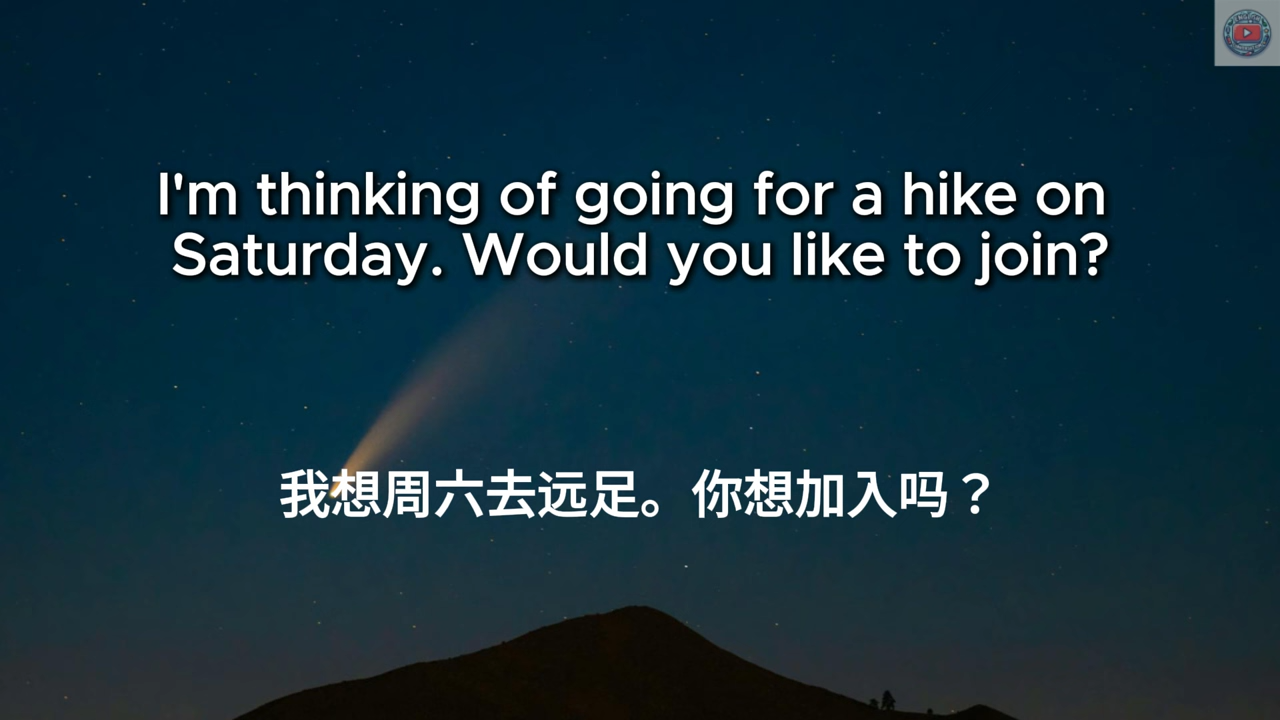 I'm thinking of going for a hike on
Saturday. Would you like to join?
我想周六去远足。你想加入吗？